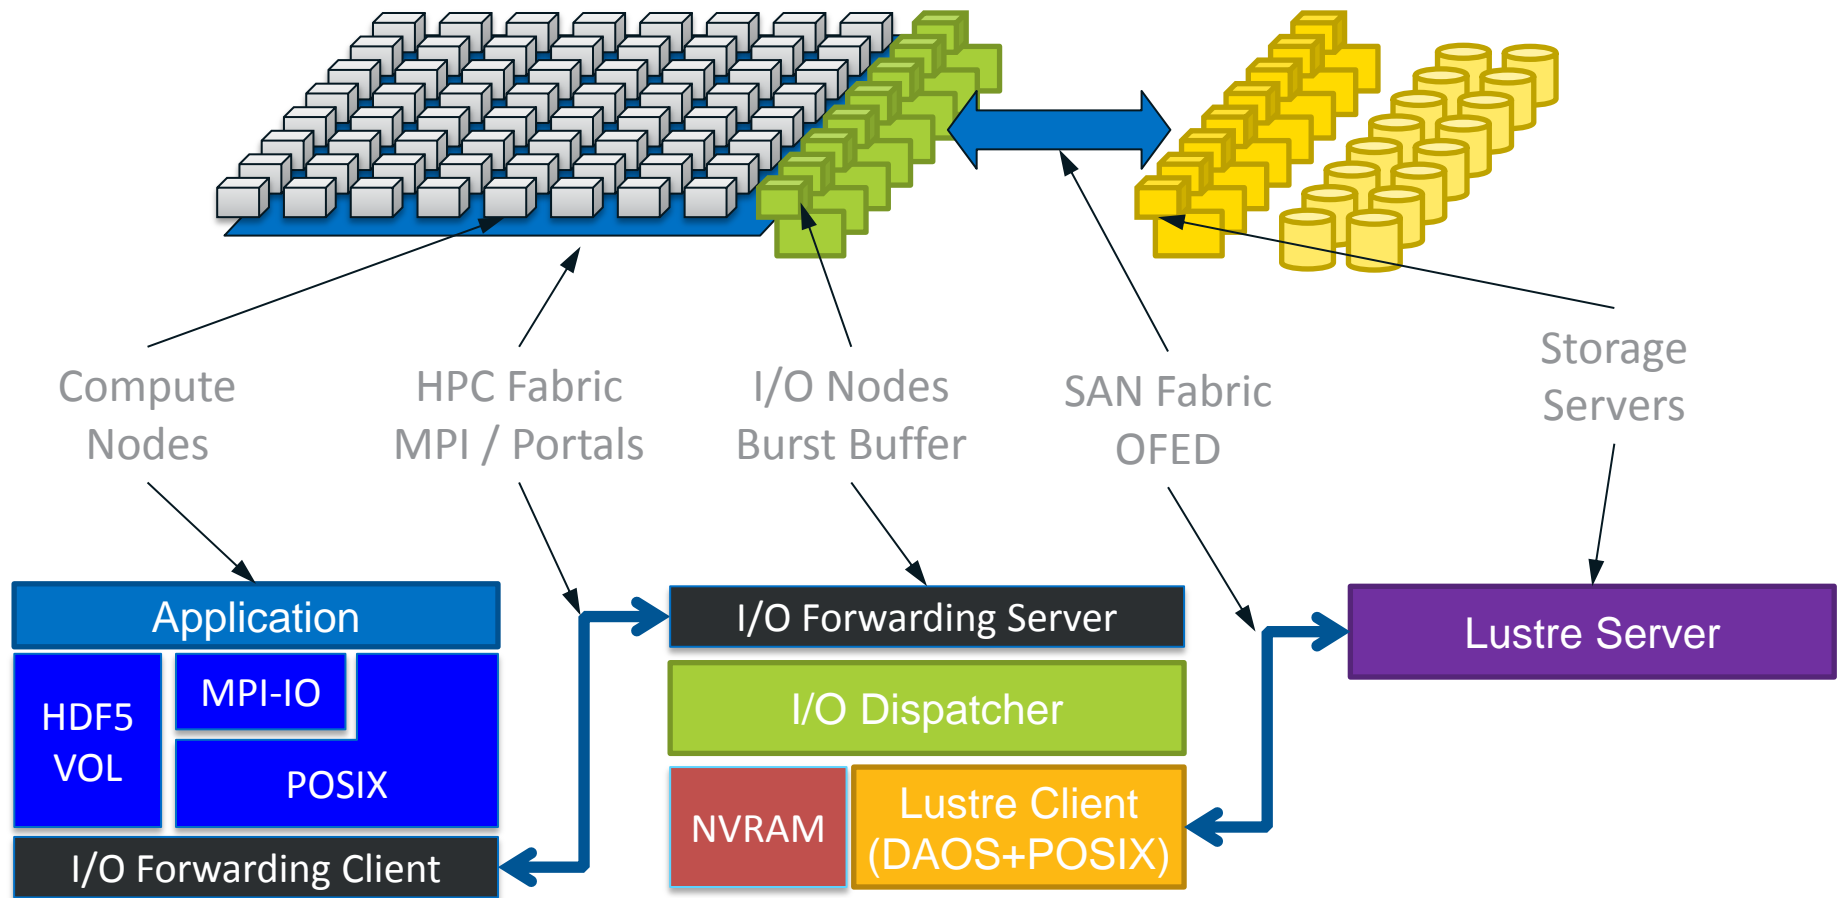 Compute
Nodes
HPC Fabric
MPI / Portals
I/O Nodes
Burst Buffer
SAN Fabric
OFED
Storage
Servers
Application
HDF5
VOL
MPI-IO
POSIX
I/O Forwarding Client
I/O Forwarding Server
I/O Dispatcher
NVRAM
Lustre Client
(DAOS+POSIX)
Lustre Server